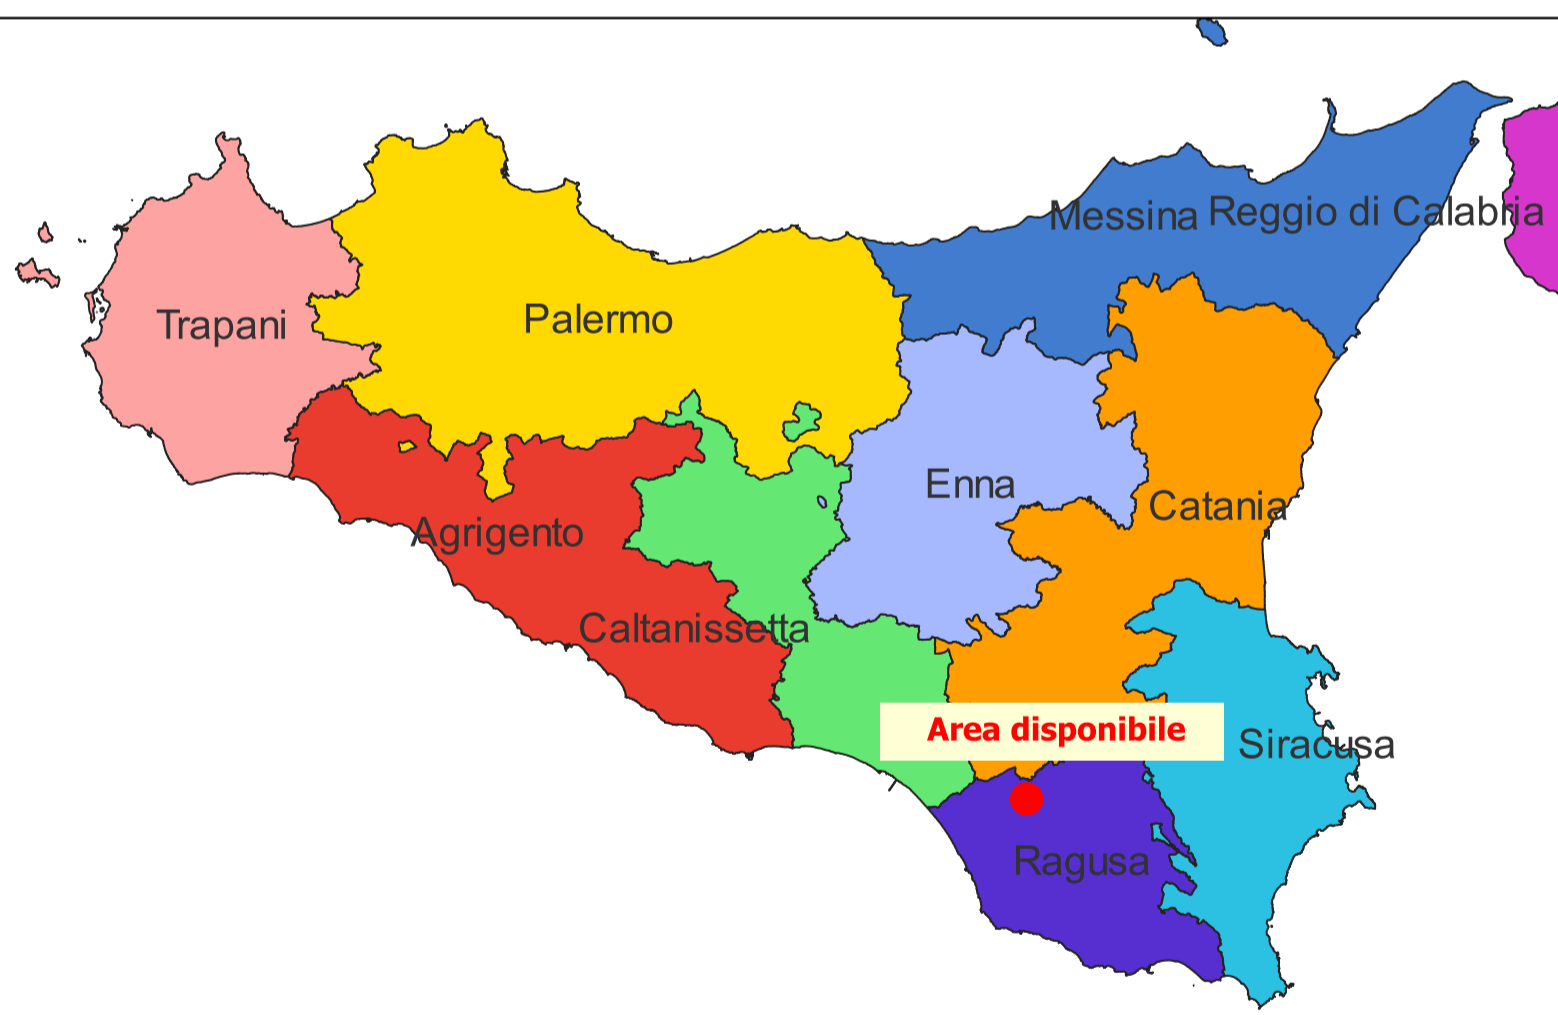 Messina
Reggio di Calabria
Trapani
Palermo
Enna
Catania
Agrigento
Caltanissetta
Area disponibile
Siracusa
Ragusa